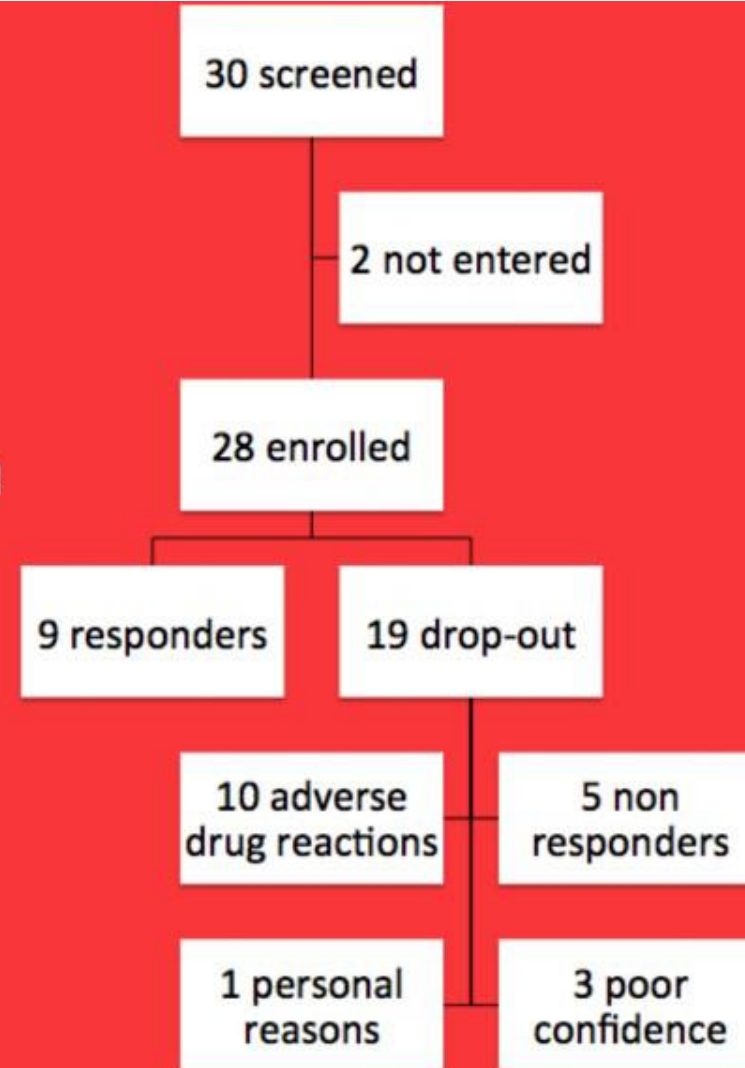 30 screened
2 not entered
28 enrolled
9 responders
19 drop-out
10 adverse
drug reactions
5 non
responders
1 personal
reasons
3 poor
confidence